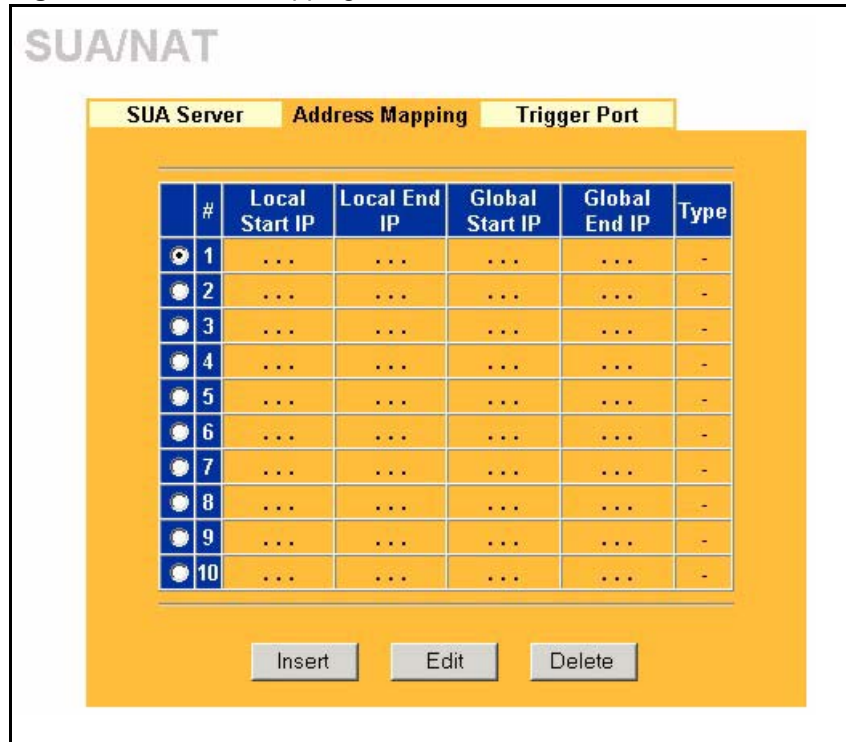 SUA/NAT
SUA Server Address Mapping Trigger Port
# Local Start IP Local End IP Global Start IP Global End IP Type
1 . . . . . . . . . . . . -
2 . . . . . . . . . . . . -
3 . . . . . . . . . . . . -
4 . . . . . . . . . . . . -
5 . . . . . . . . . . . . -
6 . . . . . . . . . . . . -
7 . . . . . . . . . . . . -
8 . . . . . . . . . . . . -
9 . . . . . . . . . . . . -
10 . . . . . . . . . . . . -
Insert Edit Delete